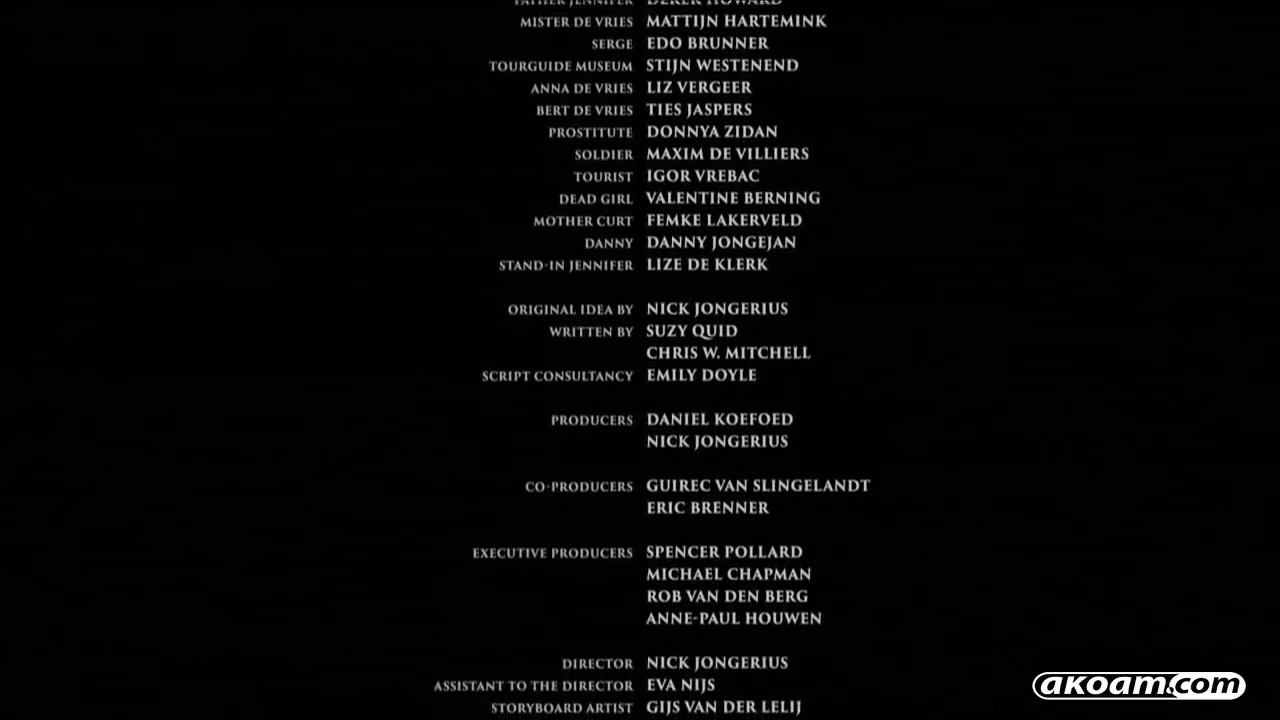 FATHER JENNIFER DEREK HOWARD
MISTER DE VRIES MATTIJN HARTEMINK
SERGE EDO BRUNNER
TOURGUIDE MUSEUM STIJN WESTENEND
ANNA DE VRIES LIZ VERGEER
BERT DE VRIES TIES JASPERS
PROSTITUTE DONNYA ZIDAN
SOLDIER MAXIM DE VILLIERS
TOURIST IGOR VREBAC
DEAD GIRL VALENTINE BERNING
MOTHER CURT FEMKE LAKERVELD
DANNY DANNY JONGEJAN
STAND-IN JENNIFER LIZE DE KLERK
ORIGINAL IDEA BY NICK JONGERIUS
WRITTEN BY SUZY QUID
CHRIS W. MITCHELL
SCRIPT CONSULTANCY EMILY DOYLE
PRODUCERS DANIEL KOEFOED
NICK JONGERIUS
CO-PRODUCERS GUIREC VAN SLINGELANDT
ERIC BRENNER
EXECUTIVE PRODUCERS SPENCER POLLARD
MICHAEL CHAPMAN
ROB VAN DEN BERG
ANNE-PAUL HOUWEN
DIRECTOR NICK JONGERIUS
ASSISTANT TO THE DIRECTOR EVA NIJS
STORYBOARD ARTIST GIJS VAN DER LELIJ
akoam.com